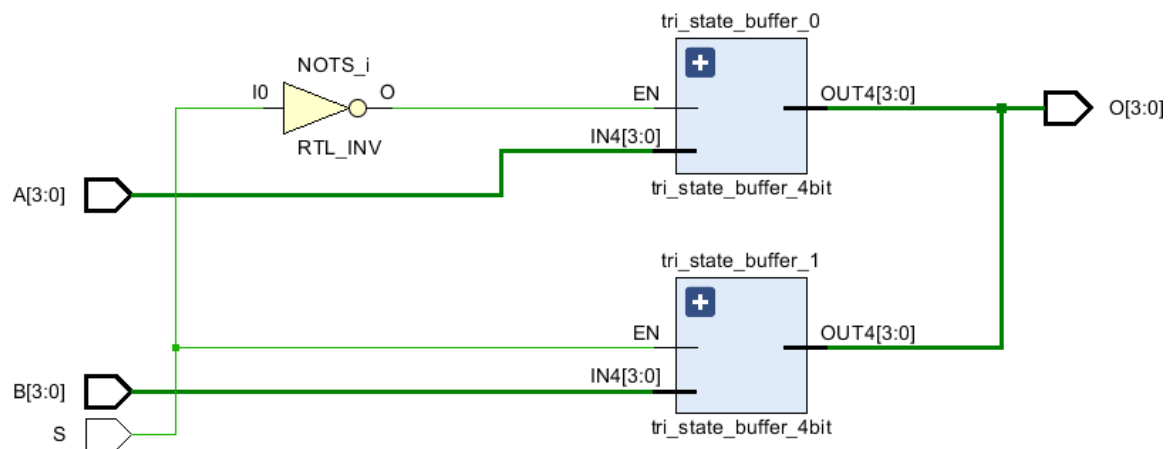 tri_state_buffer_0
NOTS_i
I0
O
EN
OUT4[3:0]
O[3:0]
RTL_INV
IN4[3:0]
A[3:0]
tri_state_buffer_4bit
tri_state_buffer_1
EN
OUT4[3:0]
B[3:0]
IN4[3:0]
S
tri_state_buffer_4bit